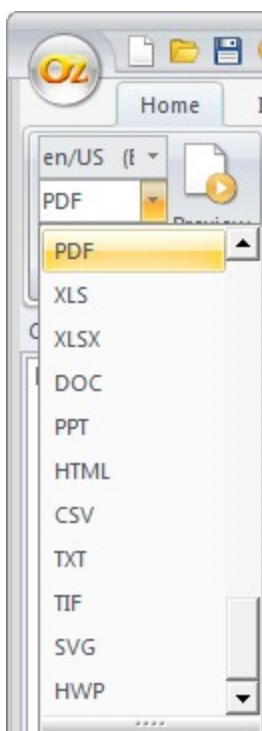 OZ
Home
en/US (E
PDF
PDF
XLS
XLSX
DOC
PPT
HTML
CSV
TXT
TIF
SVG
HWP